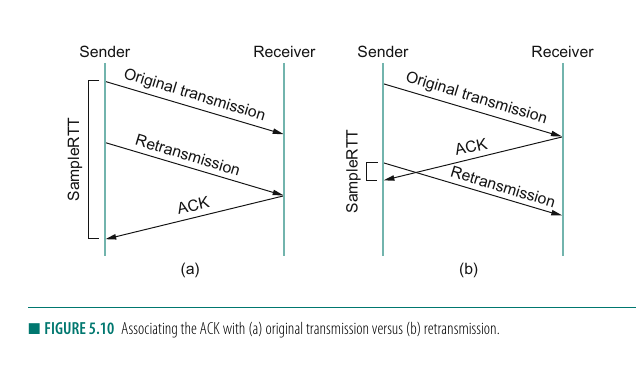 Sender Receiver Sender Receiver
Original transmission
Retransmission
ACK
SampleRTT
(a)
Original transmission
ACK
Retransmission
SampleRTT
(b)
■ FIGURE 5.10 Associating the ACK with (a) original transmission versus (b) retransmission.